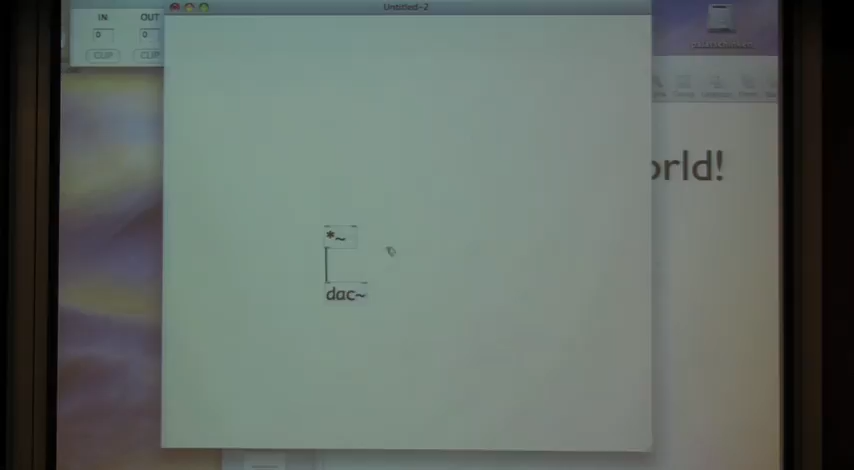 Untitled-2
IN OUT
0 0
CLIP CLIP
orld!
*~
dac~